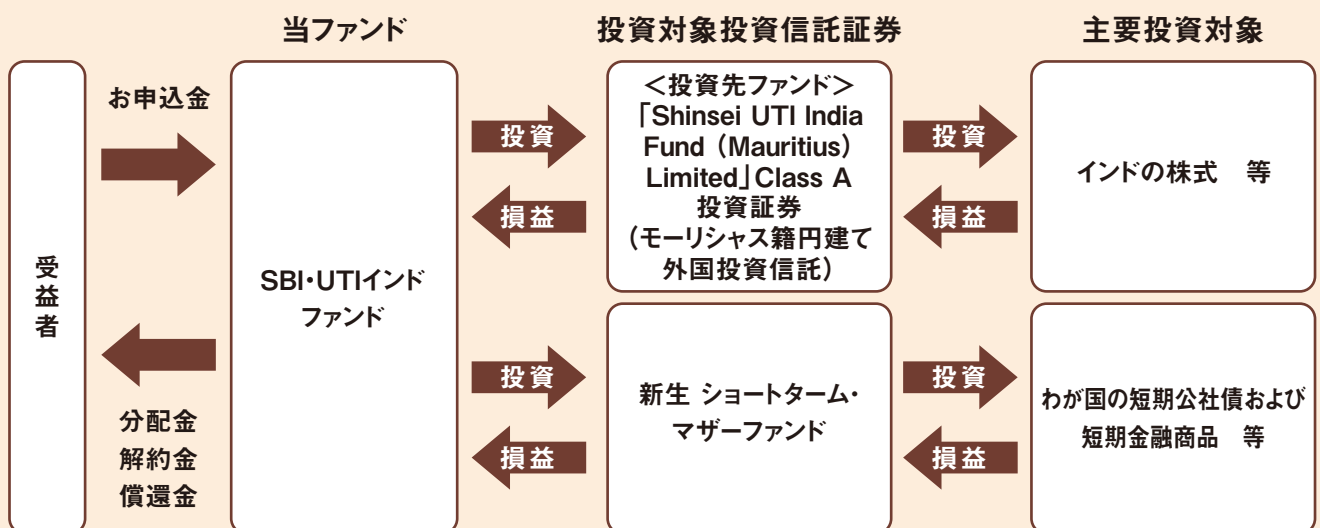 当ファンド
投資対象投資信託証券
主要投資対象
受益者
お申込金
分配金
解約金
償還金
SBI・UTIインド
ファンド
投資
損益
＜投資先ファンド＞
「Shinsei UTI India
Fund（Mauritius）
Limited」Class A
投資証券
（モーリシャス籍円建て
外国投資信託）
投資
損益
インドの株式　等
投資
損益
新生 ショートターム・
マザーファンド
投資
損益
わが国の短期公社債および
短期金融商品　等